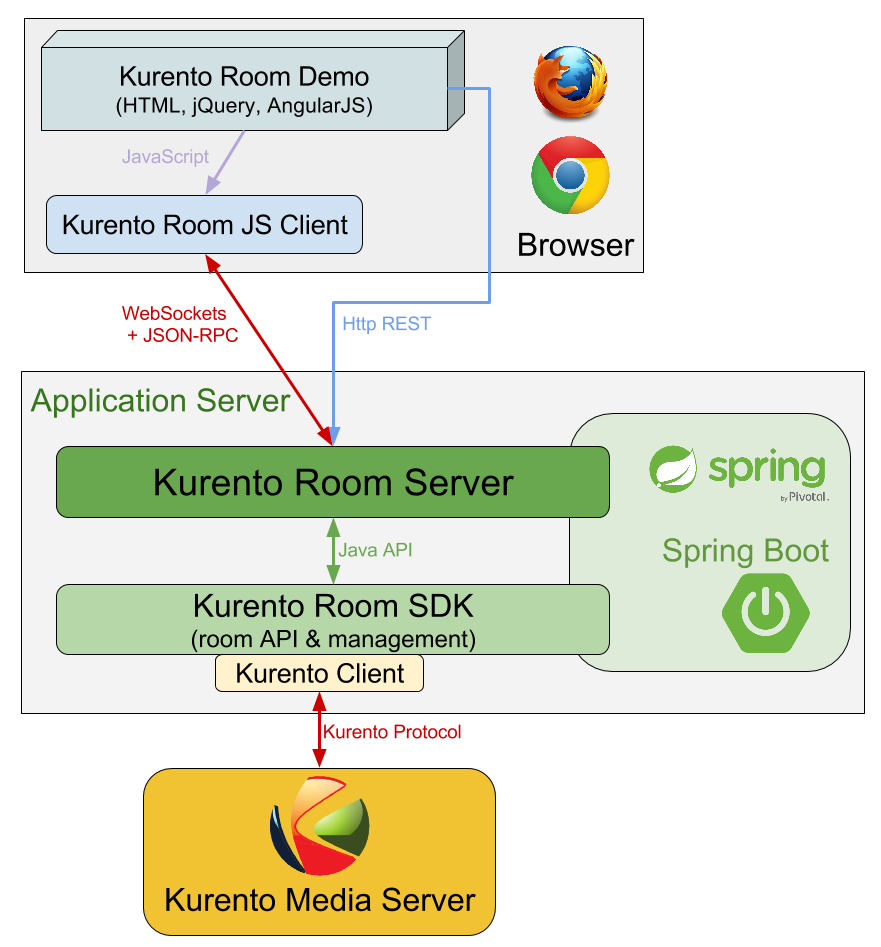 Kurento Room Demo
(HTML, jQuery, AngularJS)
JavaScript
Kurento Room JS Client
Browser
WebSockets
+ JSON-RPC
Http REST
Application Server
Kurento Room Server
spring
by Pivotal.
Java API
Spring Boot
Kurento Room SDK
(room API & management)
Kurento Client
Kurento Protocol
Kurento Media Server